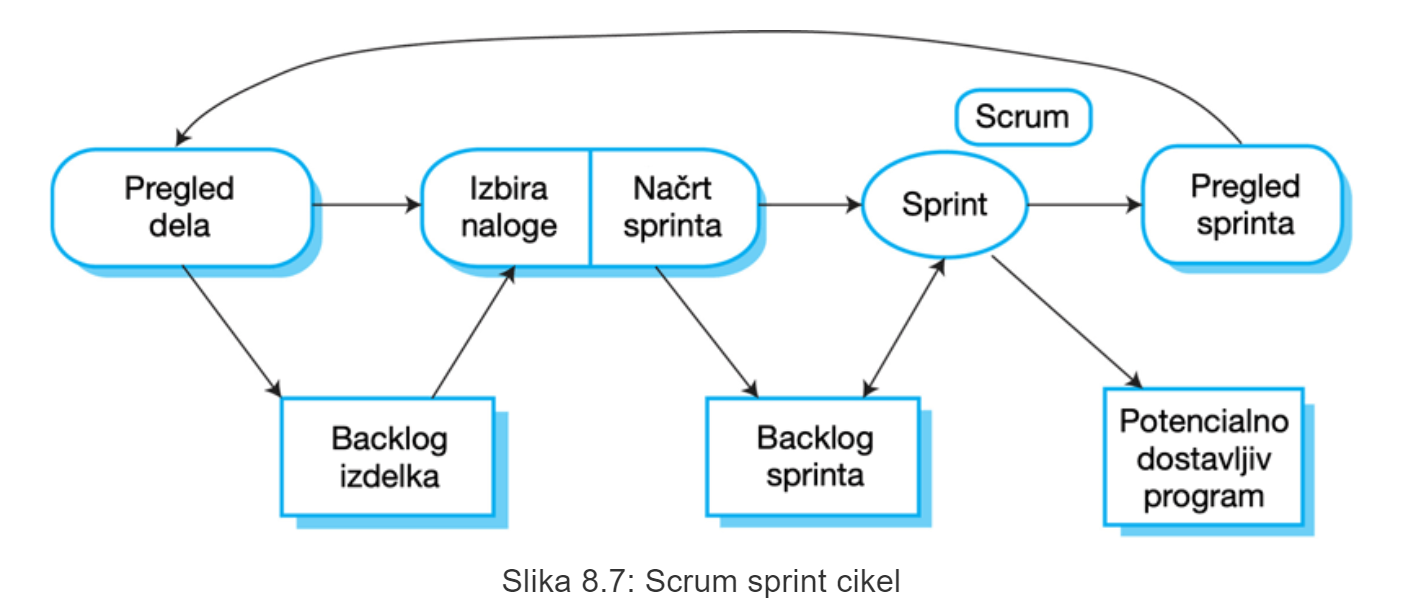 Scrum
Pregled
dela
Izbira
naloge
Načrt
sprinta
Sprint
Pregled
sprinta
Backlog
izdelka
Backlog
sprinta
Potencialno
dostavljiv
program
Slika 8.7: Scrum sprint cikel